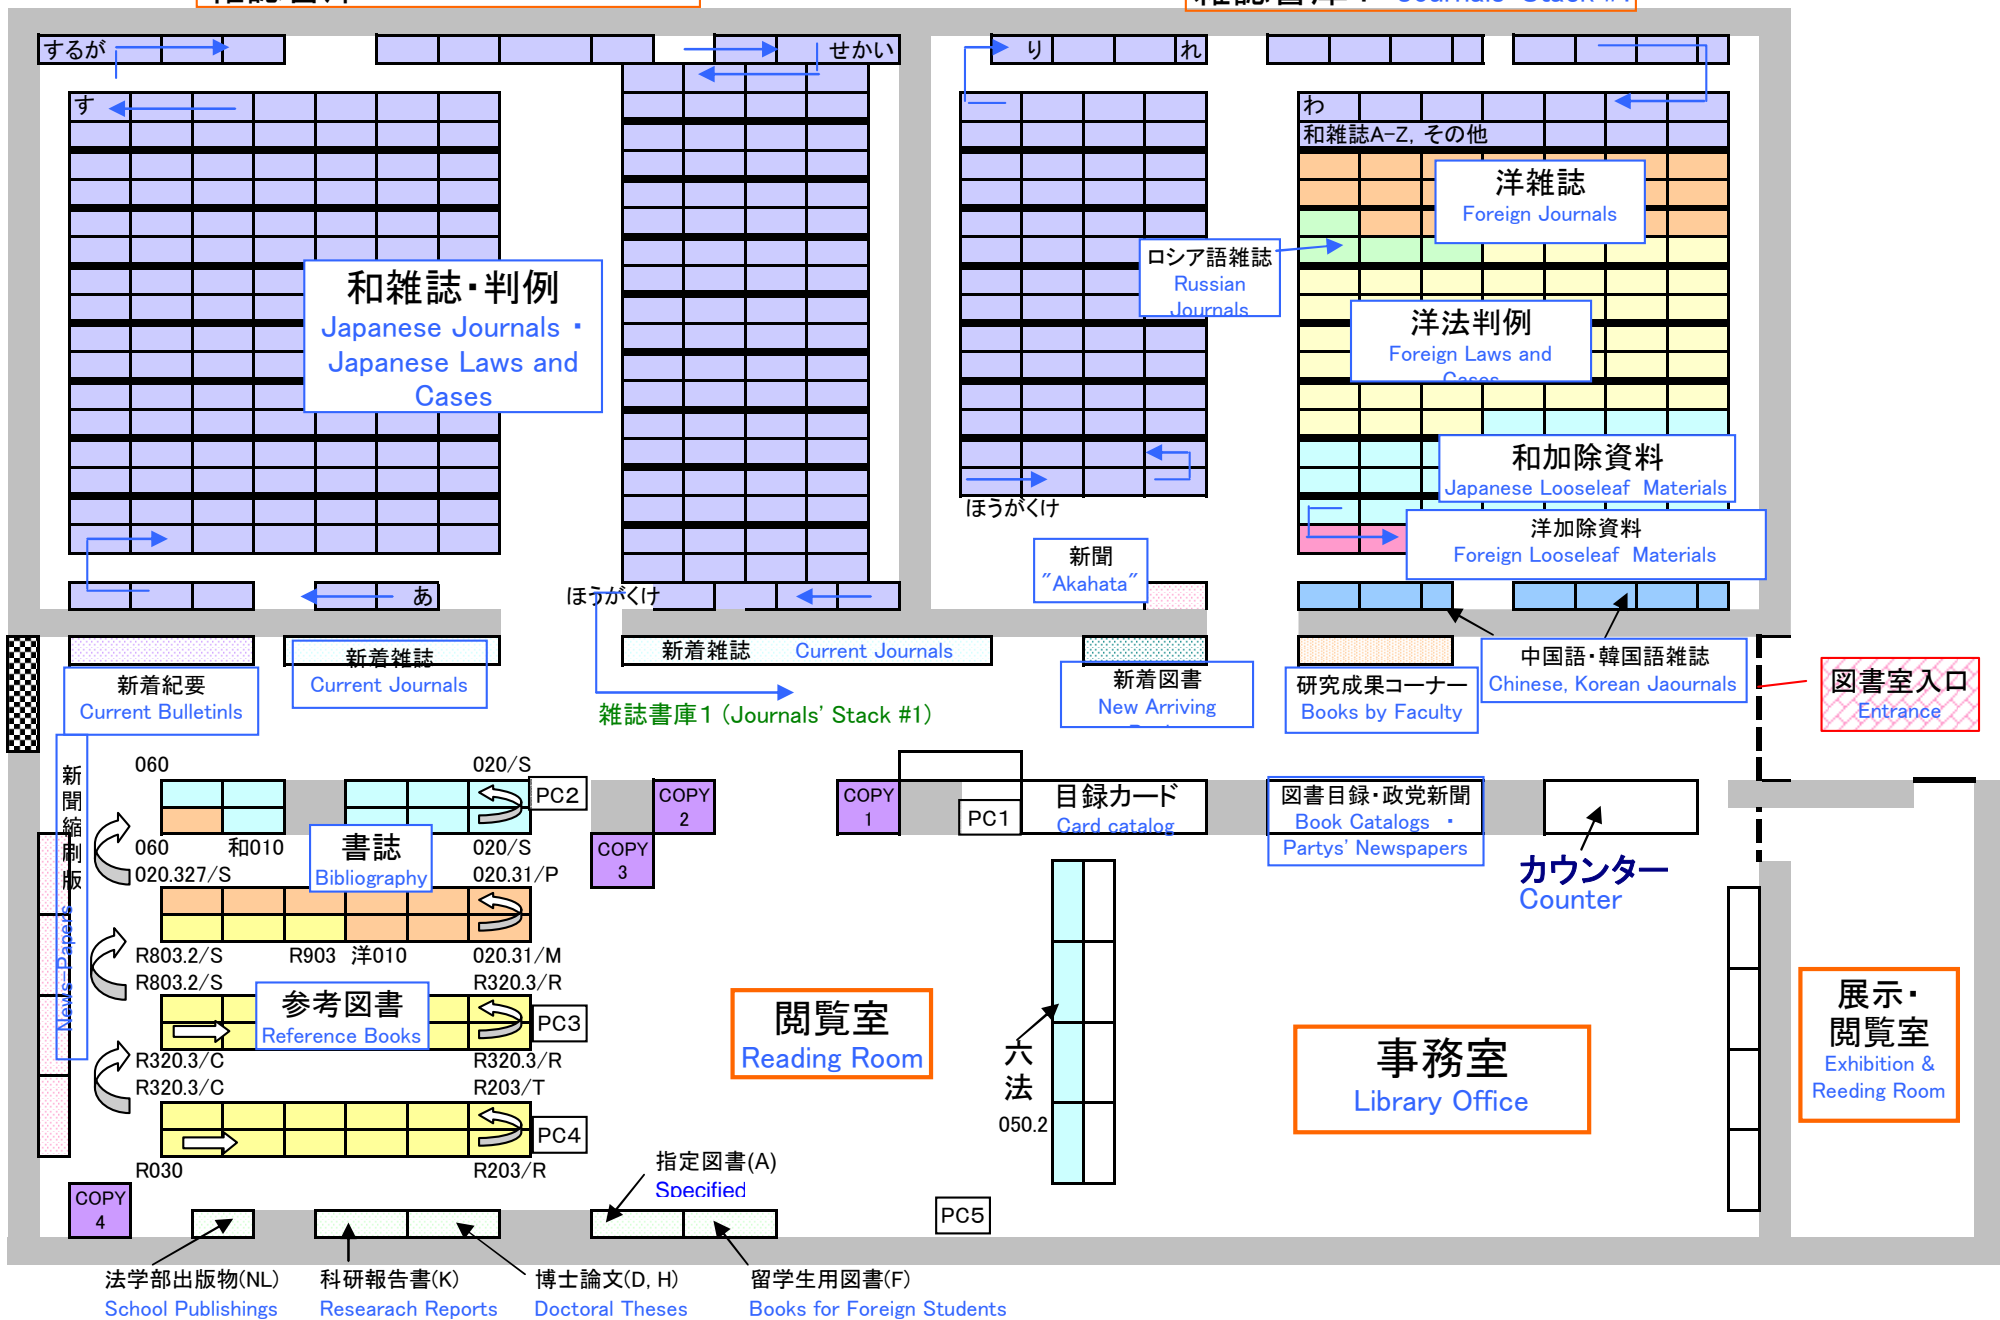 雑誌書庫1 Journals' Stack #1
するが
せかい
り
れ
す
わ
和雑誌A-Z, その他
洋雑誌
Foreign Journals
ロシア語雑誌
Russian
Journals
和雑誌・判例
Japanese Journals・
Japanese Laws and
Cases
洋法判例
Foreign Laws and
Cases
和加除資料
Japanese Looseleaf Materials
ほうがくけ
洋加除資料
Foreign Looseleaf Materials
新聞
"Akahata"
あ
ほうがくけ
新着雑誌
Current Journals
新着雑誌 Current Journals
新着紀要
Current Bulletinls
新着図書
New Arriving
研究成果コーナー
Books by Faculty
中国語・韓国語雑誌
Chinese, Korean Jaournals
図書室入口
Entrance
雑誌書庫1 (Journals' Stack #1)
新聞縮刷版
News-Papers
060
020/S
PC2
COPY
2
COPY
1
PC1
目録カード
Card catalog
図書目録・政党新聞
Book Catalogs ・
Partys' Newspapers
カウンター
Counter
060
和010
書誌
Bibliography
020/S
COPY
3
020.327/S
020.31/P
R803.2/S
R903
洋010
020.31/M
R803.2/S
R320.3/R
参考図書
Reference Books
PC3
R320.3/C
R320.3/R
R320.3/C
R203/T
PC4
R030
R203/R
閲覧室
Reading Room
六
法
050.2
事務室
Library Office
展示・
閲覧室
Exhibition &
Reeding Room
COPY
4
指定図書(A)
Specified
PC5
法学部出版物(NL)
School Publishings
科研報告書(K)
Researach Reports
博士論文(D, H)
Doctoral Theses
留学生用図書(F)
Books for Foreign Students